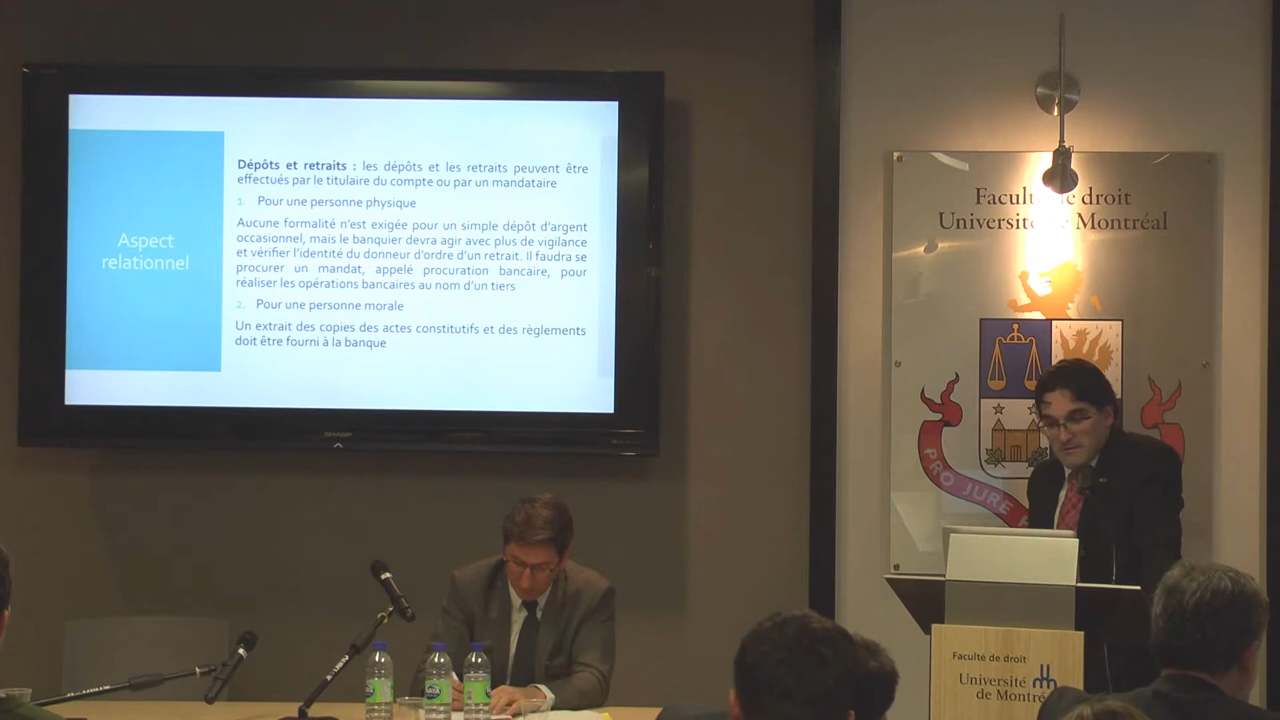 Aspect
relationnel
Dépôts et retraits : les dépôts et les retraits peuvent être
effectués par le titulaire du compte ou par un mandataire
1. Pour une personne physique
Aucune formalité n'est exigée pour un simple dépôt d'argent
occasionnel, mais le banquier devra agir avec plus de vigilance
et vérifier l'identité du donneur d'ordre d'un retrait. Il faudra se
procurer un mandat, appelé procuration bancaire, pour
réaliser les opérations bancaires au nom d'un tiers
2. Pour une personne morale
Un extrait des copies des actes constitutifs et des règlements
doit être fourni à la banque
SHARP
Faculté de droit
Université de Montréal
PRO JURE
Faculté de droit
Université
de Montré
NAYA